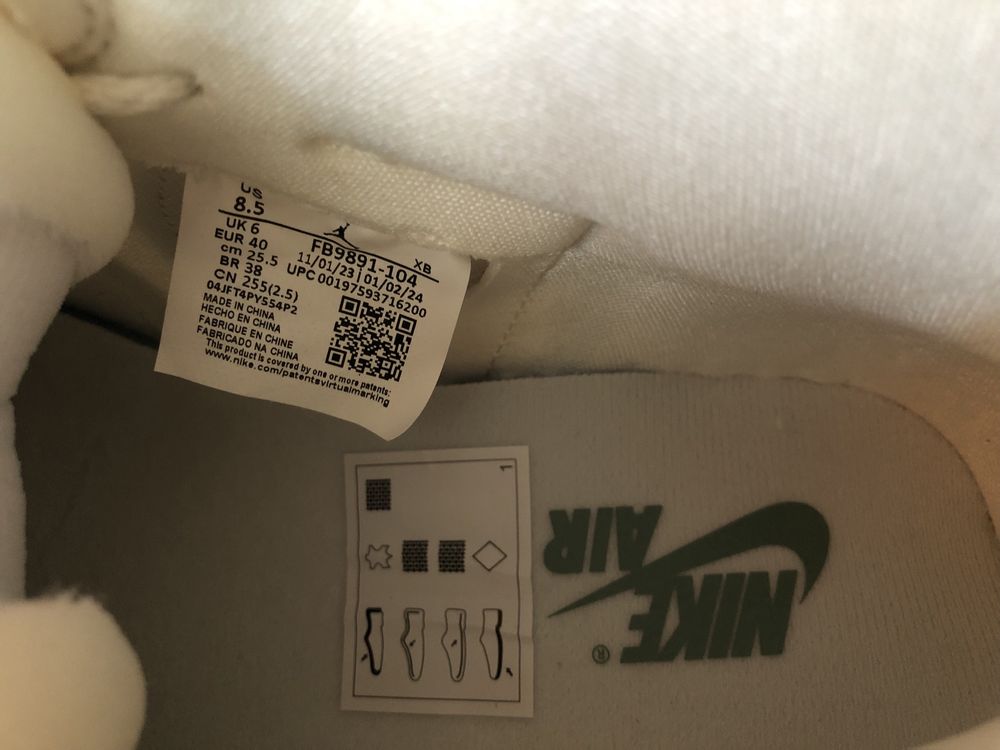 US
8.5
UK 6
EUR 40
cm 25.5
BR 38
CN 255(2.5)
04JFT4PY5S4P2
XB
FB9891-104
11/01/23 | 01/02/24
UPC 00197593716200
MADE IN CHINA
HECHO EN CHINA
FABRIQUE EN CHINE
FABRICADO NA CHINA
This product is covered by one or more patents:
www.nike.com/patentsvirtualmarking
1
NIKE
AIR
®